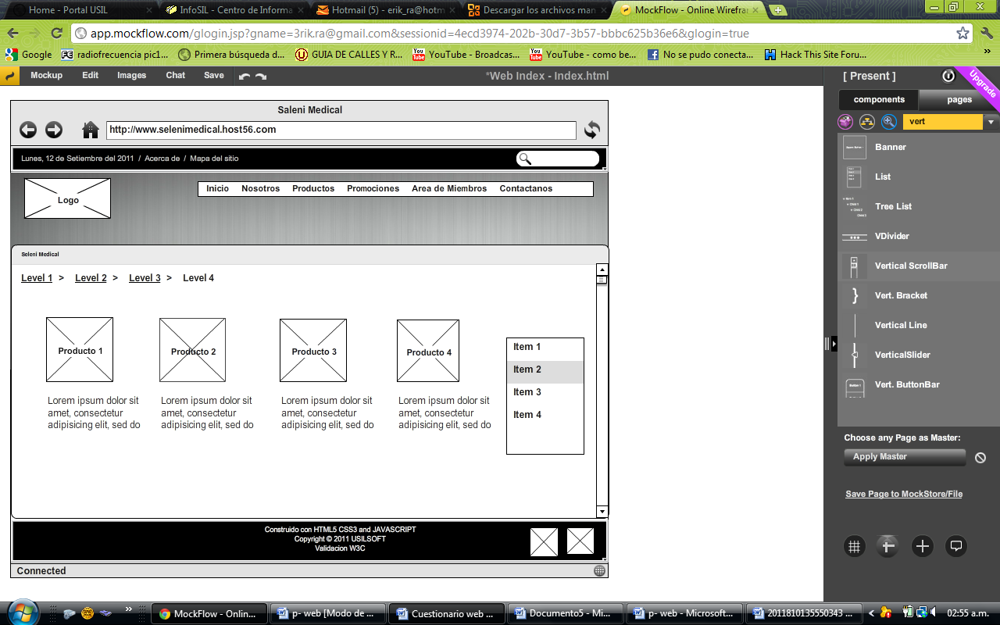 Home - Portal USIL
InfoSIL - Centro de Informa
Hotmail (5) - erik_ra@hotm
Descargar los archivos man
MockFlow - Online Wirefra
app.mockflow.com/glogin.jsp?gname=3rik.ra@gmail.com&sessionid=4ecd3974-202b-30d7-3b57-bbbc625b36e6&glogin=true
Google
radiofrecuencia pic1...
Primera búsqueda d...
GUIA DE CALLES Y R...
YouTube - Broadcas...
YouTube - como be...
No se pudo conecta...
Hack This Site Foru...
»
Mockup Edit Images Chat Save
*Web Index - Index.html
[ Present ]
Upgrade
components pages
vert
Banner
List
Tree List
VDivider
Vertical ScrollBar
Vert. Bracket
Vertical Line
VerticalSlider
Vert. ButtonBar
Choose any Page as Master:
Apply Master
Save Page to MockStore/File
Saleni Medical
http://www.selenimedical.host56.com
Lunes, 12 de Setiembre del 2011 / Acerca de / Mapa del sitio
Logo
Inicio Nosotros Productos Promociones Area de Miembros Contactanos
Seleni Medical
Level 1 > Level 2 > Level 3 > Level 4
Producto 1
Producto 2
Producto 3
Producto 4
Lorem ipsum dolor sit
amet, consectetur
adipisicing elit, sed do
Lorem ipsum dolor sit
amet, consectetur
adipisicing elit, sed do
Lorem ipsum dolor sit
amet, consectetur
adipisicing elit, sed do
Lorem ipsum dolor sit
amet, consectetur
adipisicing elit, sed do
Item 1
Item 2
Item 3
Item 4
Construido con HTML5 CSS3 and JAVASCRIPT
Copyright © 2011 USILSOFT
Validacion W3C
Connected
»
MockFlow - Onlin...
p- web [Modo de ...
Cuestionario web ...
Documento5 - Mi...
p- web - Microsoft...
2011810135550343 ...
02:55 a.m.